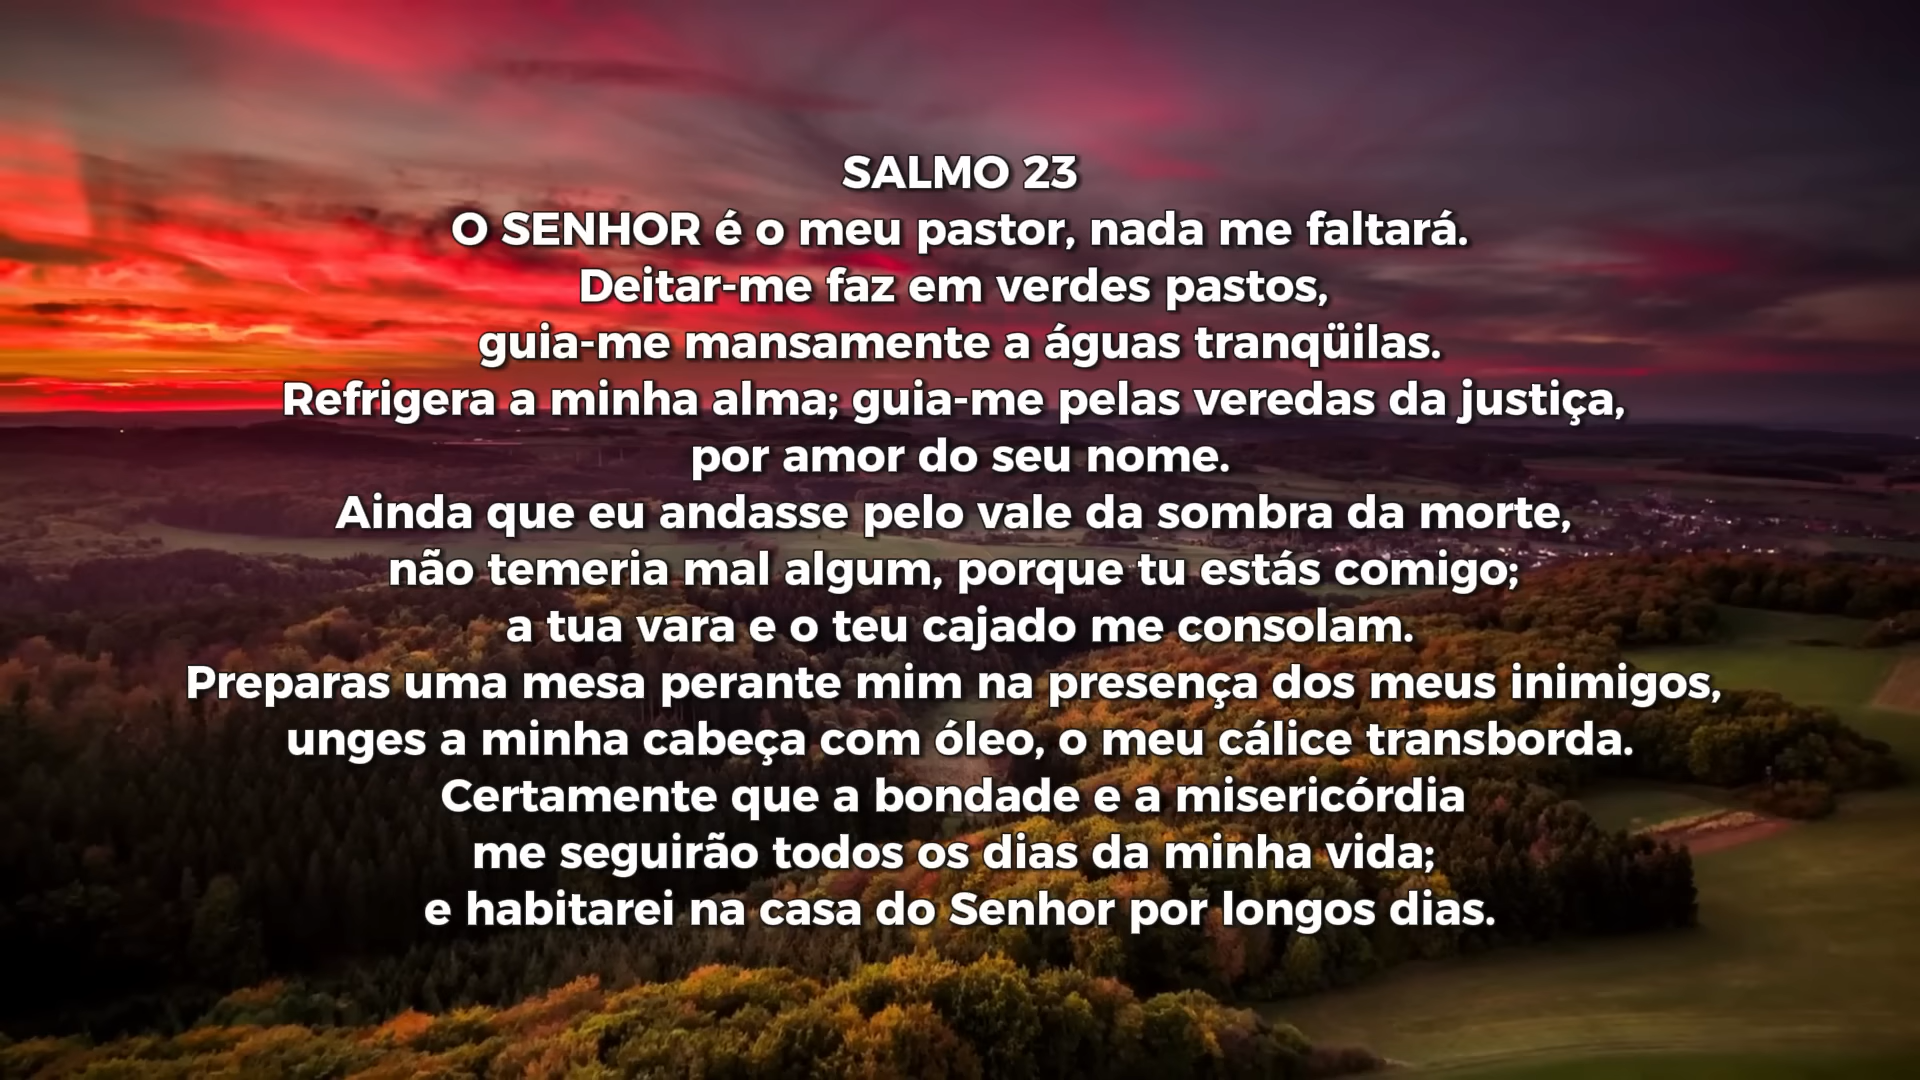 SALMO 23
O SENHOR é o meu pastor, nada me faltará.
Deitar-me faz em verdes pastos,
guia-me mansamente a águas tranqüilas.
Refrigera a minha alma; guia-me pelas veredas da justiça,
por amor do seu nome.
Ainda que eu andasse pelo vale da sombra da morte,
não temeria mal algum, porque tu estás comigo;
a tua vara e o teu cajado me consolam.
Preparas uma mesa perante mim na presença dos meus inimigos,
unges a minha cabeça com óleo, o meu cálice transborda.
Certamente que a bondade e a misericórdia
me seguirão todos os dias da minha vida;
e habitarei na casa do Senhor por longos dias.